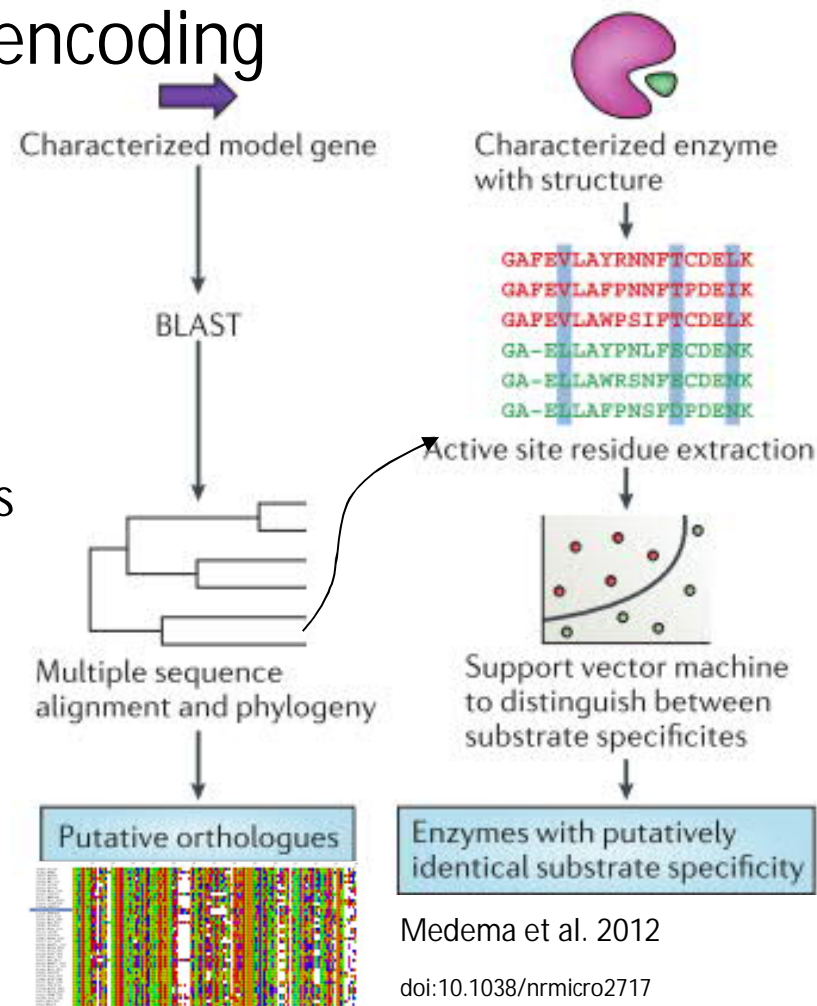 encoding
Characterized model gene
BLAST
s
Multiple sequence
alignment and phylogeny
Putative orthologues
Characterized enzyme
with structure
GAFEVLAYRNNFTCDELK
GAFEVLAFPNNFTPDEIK
GAFEVLAWPSIFTCDELK
GA-ELLAYPNLFECDENK
GA-ELLAWRSNFECDENK
GA-ELLAFPNSFDPDENK
Active site residue extraction
Support vector machine
to distinguish between
substrate specificites
Enzymes with putatively
identical substrate specificity
Medema et al. 2012
doi:10.1038/nrmicro2717